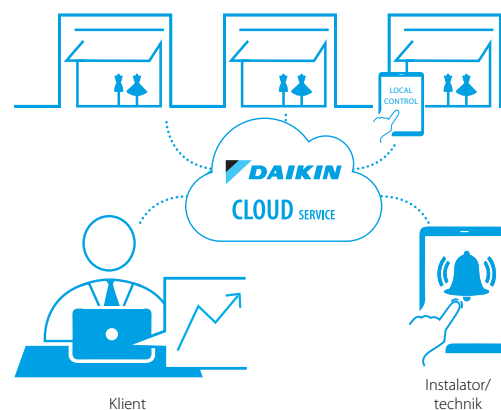 LOCAL
CONTROL
DAIKIN
CLOUD SERVICE
Klient
Instalator/
technik